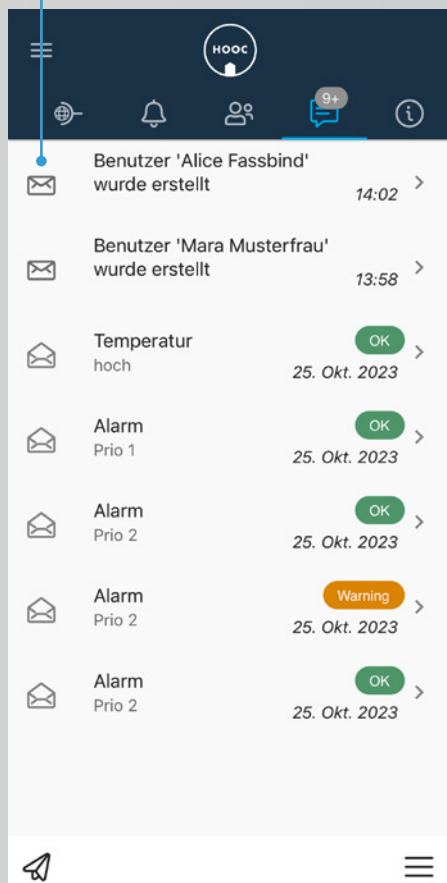 HOOC
9+
Benutzer 'Alice Fassbind'
wurde erstellt
14:02
Benutzer 'Mara Musterfrau'
wurde erstellt
13:58
Temperatur
OK
hoch
25. Okt. 2023
Alarm
OK
Prio 1
25. Okt. 2023
Alarm
OK
Prio 2
25. Okt. 2023
Alarm
Warning
Prio 2
25. Okt. 2023
Alarm
OK
Prio 2
25. Okt. 2023